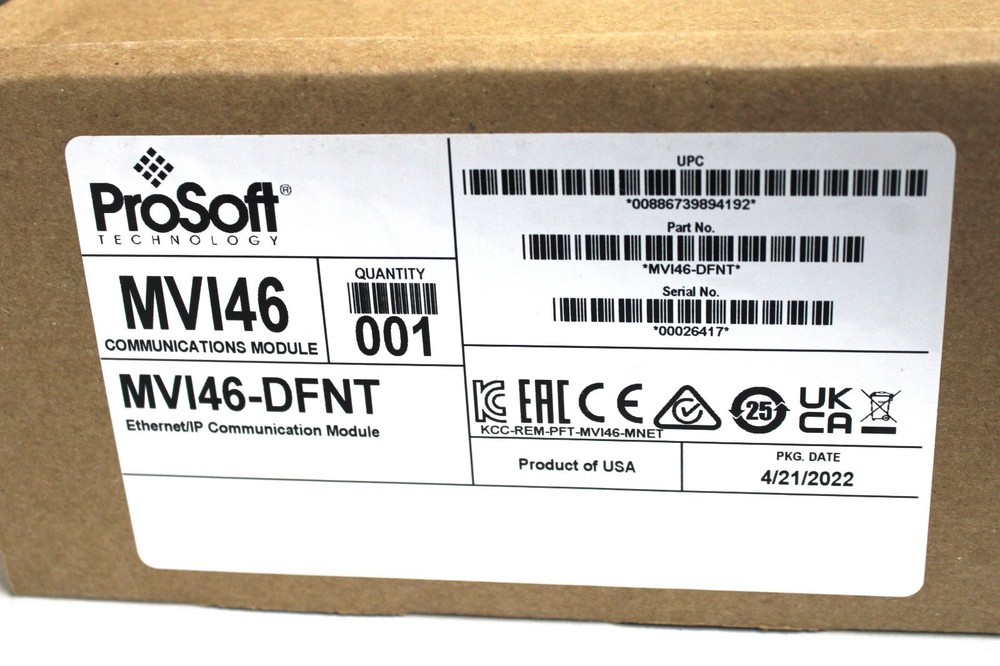 ProSoft®
TECHNOLOGY
MVI46
COMMUNICATIONS MODULE
QUANTITY
001
MVI46-DFNT
Ethernet/IP Communication Module
UPC
*00886739894192*
Part No.
*MVI46-DFNT*
Serial No.
*00026417*
KC EAC CE 25 UK CA
KCC-REM-PFT-MVI46-MNET
Product of USA
PKG. DATE
4/21/2022